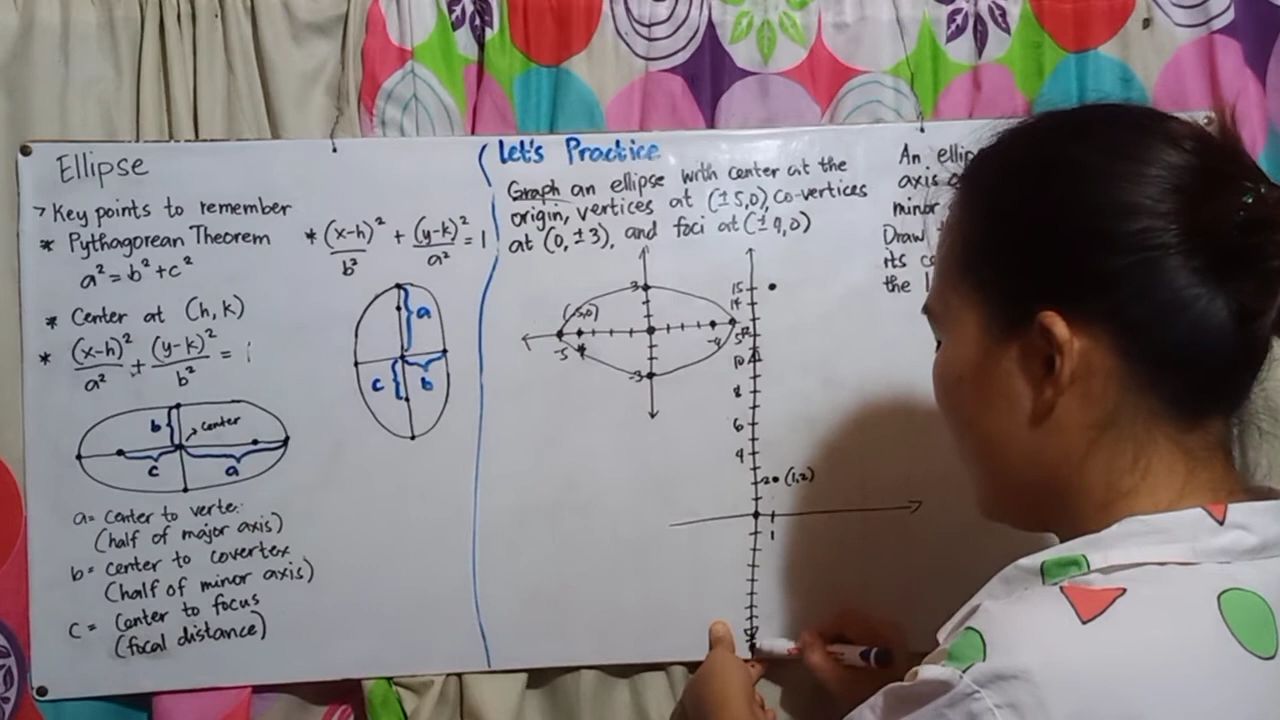 Ellipse
> Key points to remember
* Pythagorean Theorem
a² = b² + c²
* Center at (h, k)
* (x-h)²/a² + (y-k)²/b² = 1
b
center
c
a
a = center to verte
(half of major axis)
b = center to covertex
(half of minor axis)
c = center to focus
(focal distance)
* (x-h)²/b² + (y-k)²/a² = 1
a
c
b
Let's Practice
Graph an ellipse with center at the
origin, vertices at (±5,0), co-vertices
at (0, ±3), and foci at (±4,0)
3
(-5,0)
-5
-3
15
14
10
8
6
4
2
(1,2)
1
An ellip
axis
minor
Draw
its c
the